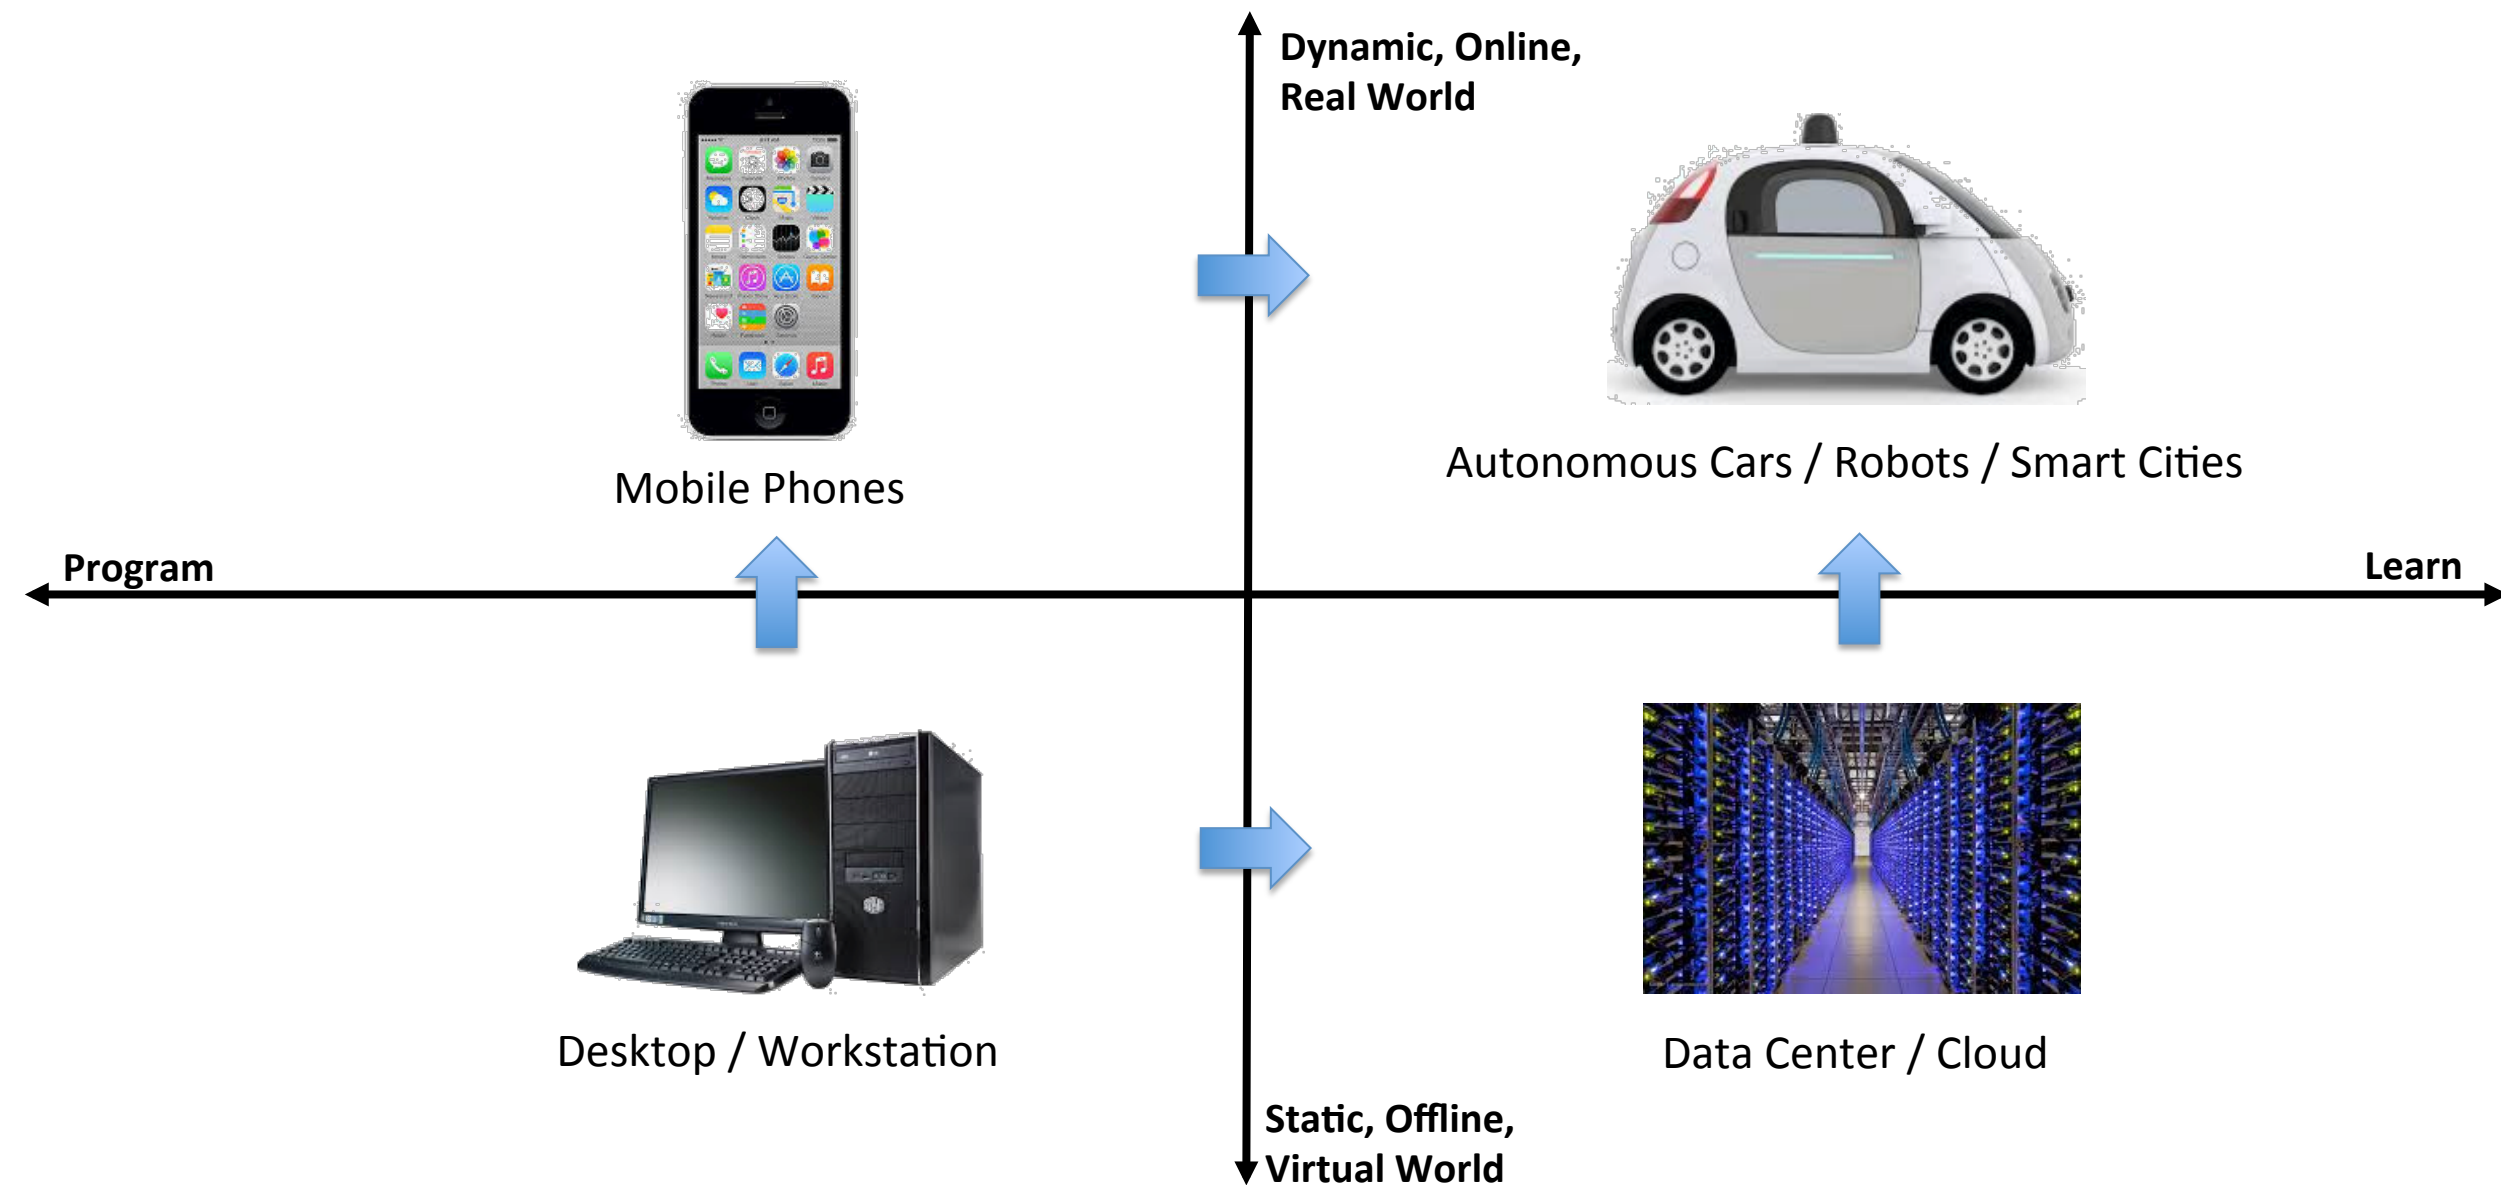 Dynamic, Online,
Real World
Mobile Phones
Autonomous Cars / Robots / Smart Cities
Program
Learn
Desktop / Workstation
Data Center / Cloud
Static, Offline,
Virtual World